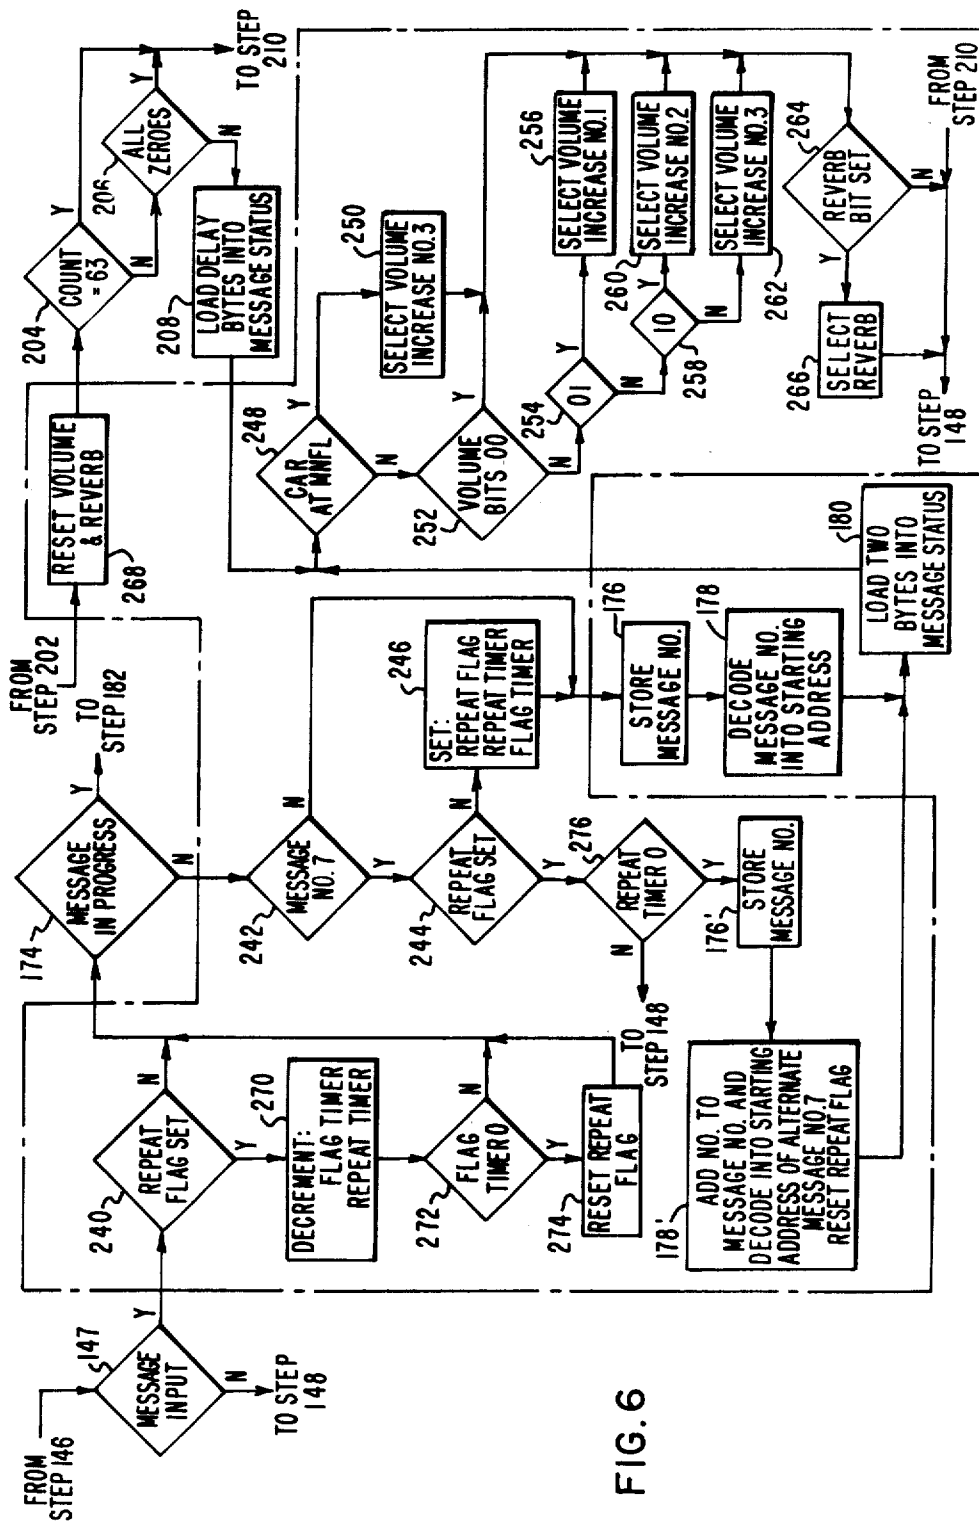 FROM
STEP 146
147
MESSAGE
INPUT
Y
N
TO STEP
148
240
REPEAT
FLAG SET
N
Y
270
DECREMENT:
FLAG TIMER
REPEAT TIMER
272
FLAG
TIMER 0
N
Y
274
RESET REPEAT
FLAG
174
MESSAGE
IN PROGRESS
Y
TO
STEP 182
N
242
MESSAGE
NO. 7
N
Y
244
REPEAT
FLAG SET
N
Y
246
SET:
REPEAT FLAG
REPEAT TIMER
FLAG TIMER
276
REPEAT
TIMER 0
N
TO
STEP 148
Y
176'
STORE
MESSAGE NO.
178'
ADD NO. TO
MESSAGE NO. AND
DECODE INTO STARTING
ADDRESS OF ALTERNATE
MESSAGE NO. 7
RESET REPEAT FLAG
176
STORE
MESSAGE NO.
178
DECODE
MESSAGE NO.
INTO STARTING
ADDRESS
180
LOAD TWO
BYTES INTO
MESSAGE STATUS
FROM
STEP 202
RESET VOLUME
& REVERB
268
204
COUNT
= 63
Y
N
206
ALL
ZEROES
Y
TO STEP
210
N
208
LOAD DELAY
BYTES INTO
MESSAGE STATUS
248
CAR
AT MNFL
Y
N
250
SELECT VOLUME
INCREASE NO.3
252
VOLUME
BITS 00
Y
N
254
01
Y
N
256
SELECT VOLUME
INCREASE NO.1
258
10
Y
N
260
SELECT VOLUME
INCREASE NO.2
262
SELECT VOLUME
INCREASE NO.3
264
REVERB
BIT SET
Y
N
266
SELECT
REVERB
FROM
STEP 210
TO STEP
148
FIG. 6